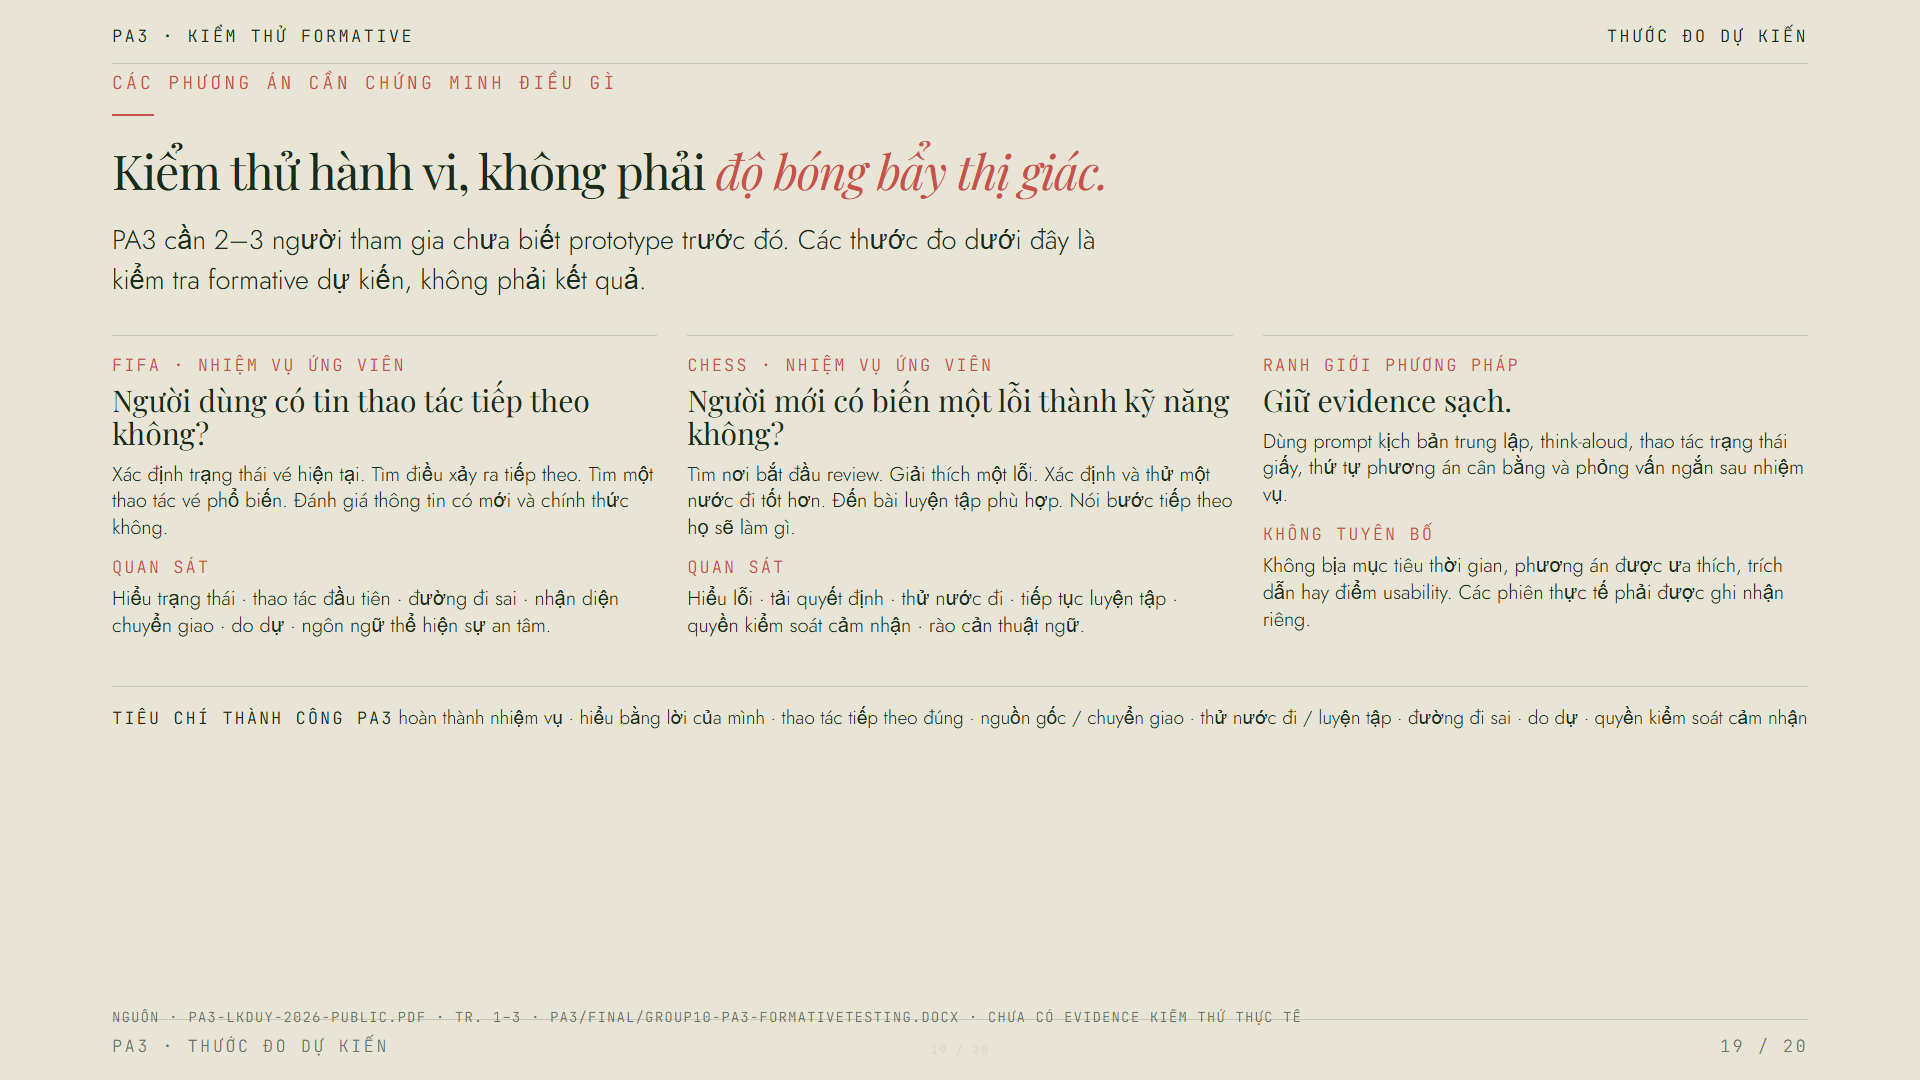 PA3 · KIỂM THỬ FORMATIVE
THƯỚC ĐO DỰ KIẾN
CÁC PHƯƠNG ÁN CẦN CHỨNG MINH ĐIỀU GÌ
Kiểm thử hành vi, không phải độ bóng bẩy thị giác.
PA3 cần 2–3 người tham gia chưa biết prototype trước đó. Các thước đo dưới đây là
kiểm tra formative dự kiến, không phải kết quả.
FIFA · NHIỆM VỤ ỨNG VIÊN
Người dùng có tin thao tác tiếp theo
không?
Xác định trạng thái vé hiện tại. Tìm điều xảy ra tiếp theo. Tìm một
thao tác vé phổ biến. Đánh giá thông tin có mới và chính thức
không.
QUAN SÁT
Hiểu trạng thái · thao tác đầu tiên · đường đi sai · nhận diện
chuyển giao · do dự · ngôn ngữ thể hiện sự an tâm.
CHESS · NHIỆM VỤ ỨNG VIÊN
Người mới có biến một lỗi thành kỹ năng
không?
Tìm nơi bắt đầu review. Giải thích một lỗi. Xác định và thử một
nước đi tốt hơn. Đến bài luyện tập phù hợp. Nói bước tiếp theo
họ sẽ làm gì.
QUAN SÁT
Hiểu lỗi · tải quyết định · thử nước đi · tiếp tục luyện tập ·
quyền kiểm soát cảm nhận · rào cản thuật ngữ.
RANH GIỚI PHƯƠNG PHÁP
Giữ evidence sạch.
Dùng prompt kịch bản trung lập, think-aloud, thao tác trạng thái
giấy, thứ tự phương án cân bằng và phỏng vấn ngắn sau nhiệm
vụ.
KHÔNG TUYÊN BỐ
Không bịa mục tiêu thời gian, phương án được ưa thích, trích
dẫn hay điểm usability. Các phiên thực tế phải được ghi nhận
riêng.
TIÊU CHÍ THÀNH CÔNG PA3 hoàn thành nhiệm vụ · hiểu bằng lời của mình · thao tác tiếp theo đúng · nguồn gốc / chuyển giao · thử nước đi / luyện tập · đường đi sai · do dự · quyền kiểm soát cảm nhận
NGUỒN · PA3-LKDUY-2026-PUBLIC.PDF · TR. 1–3 · PA3/FINAL/GROUP10-PA3-FORMATIVETESTING.DOCX · CHƯA CÓ EVIDENCE KIỂM THỬ THỰC TẾ
PA3 · THƯỚC ĐO DỰ KIẾN
19 / 20
19 / 20